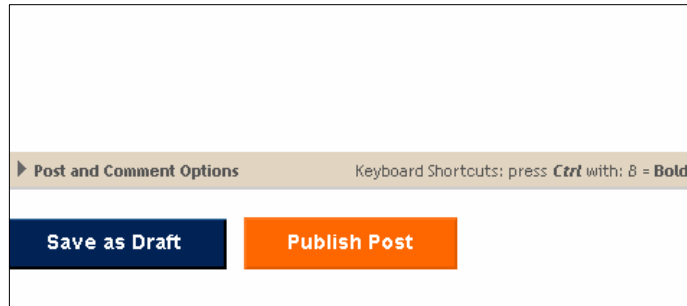 Post and Comment Options Keyboard Shortcuts: press Ctrl with: B = Bold
Save as Draft Publish Post